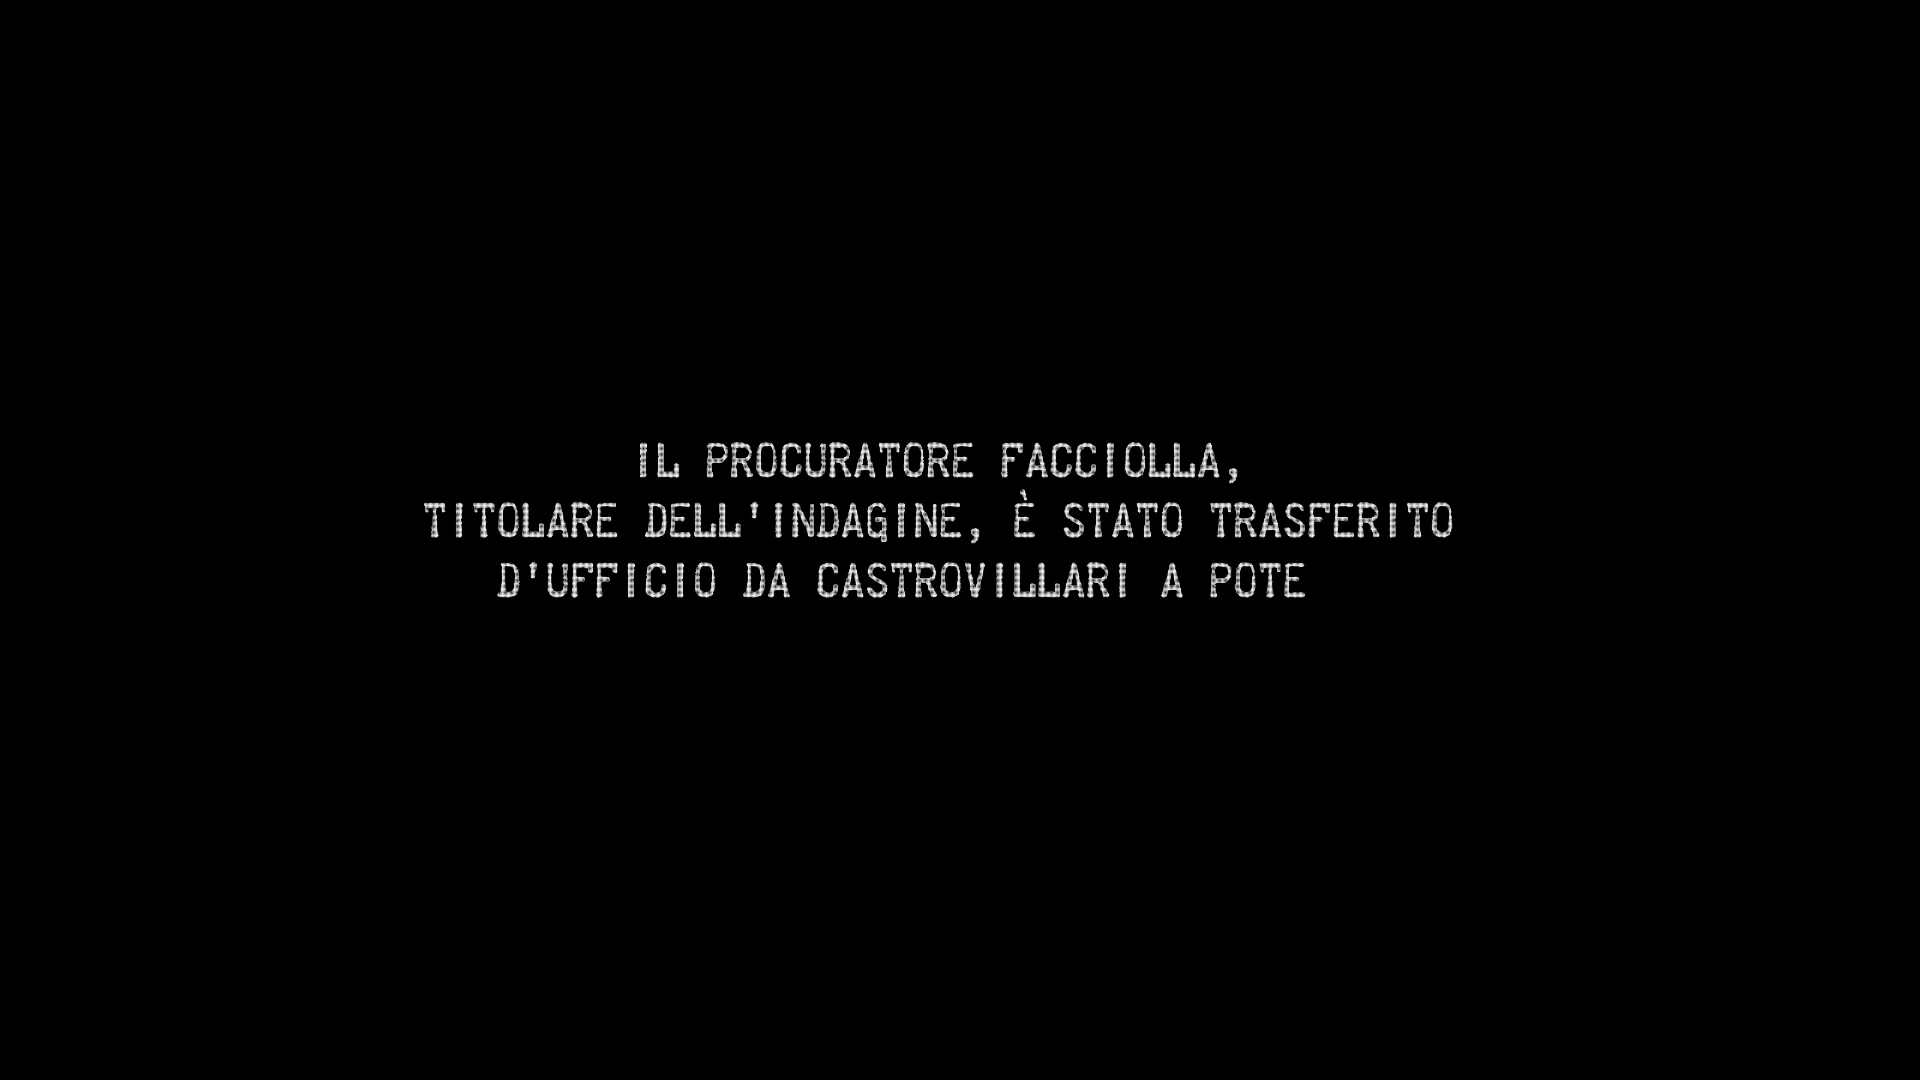 IL PROCURATORE FACCIOLLA,
TITOLARE DELL'INDAGINE, È STATO TRASFERITO
D'UFFICIO DA CASTROVILLARI A POTE